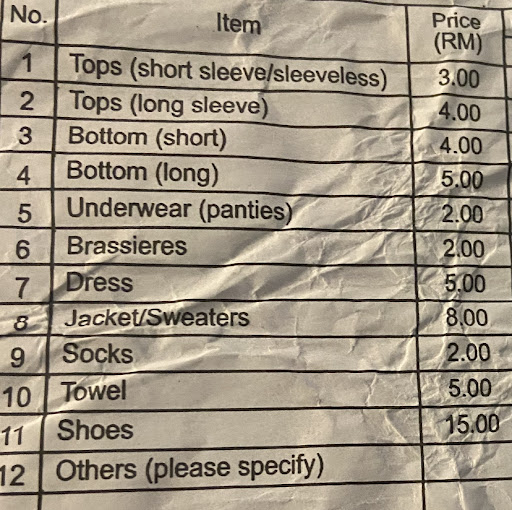 No. Item Price
(RM)
1 Tops (short sleeve/sleeveless) 3.00
2 Tops (long sleeve) 4.00
3 Bottom (short) 4.00
4 Bottom (long) 5.00
5 Underwear (panties) 2.00
6 Brassieres 2.00
7 Dress 5.00
8 Jacket/Sweaters 8.00
9 Socks 2.00
10 Towel 5.00
11 Shoes 15.00
12 Others (please specify)